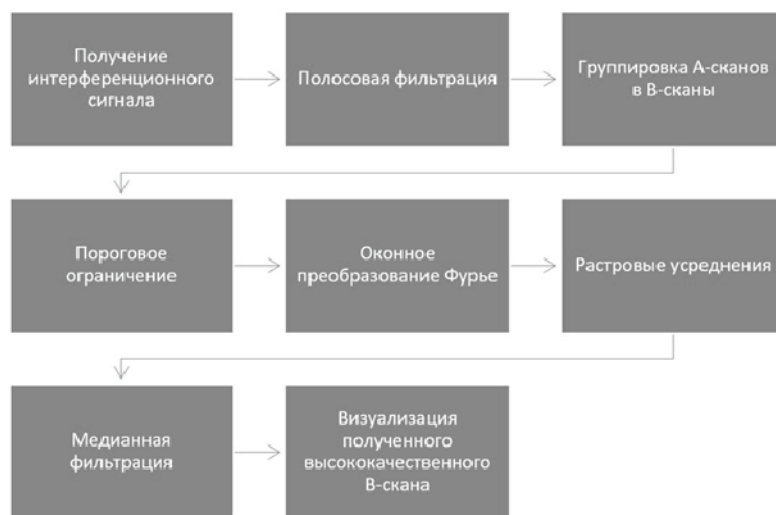 Получение
интерференционного
сигнала
Полосовая фильтрация
Группировка А-сканов
в В-сканы
Пороговое
ограничение
Оконное
преобразование Фурье
Растровые усреднения
Медианная
фильтрация
Визуализация
полученного
высококачественного
В-скана